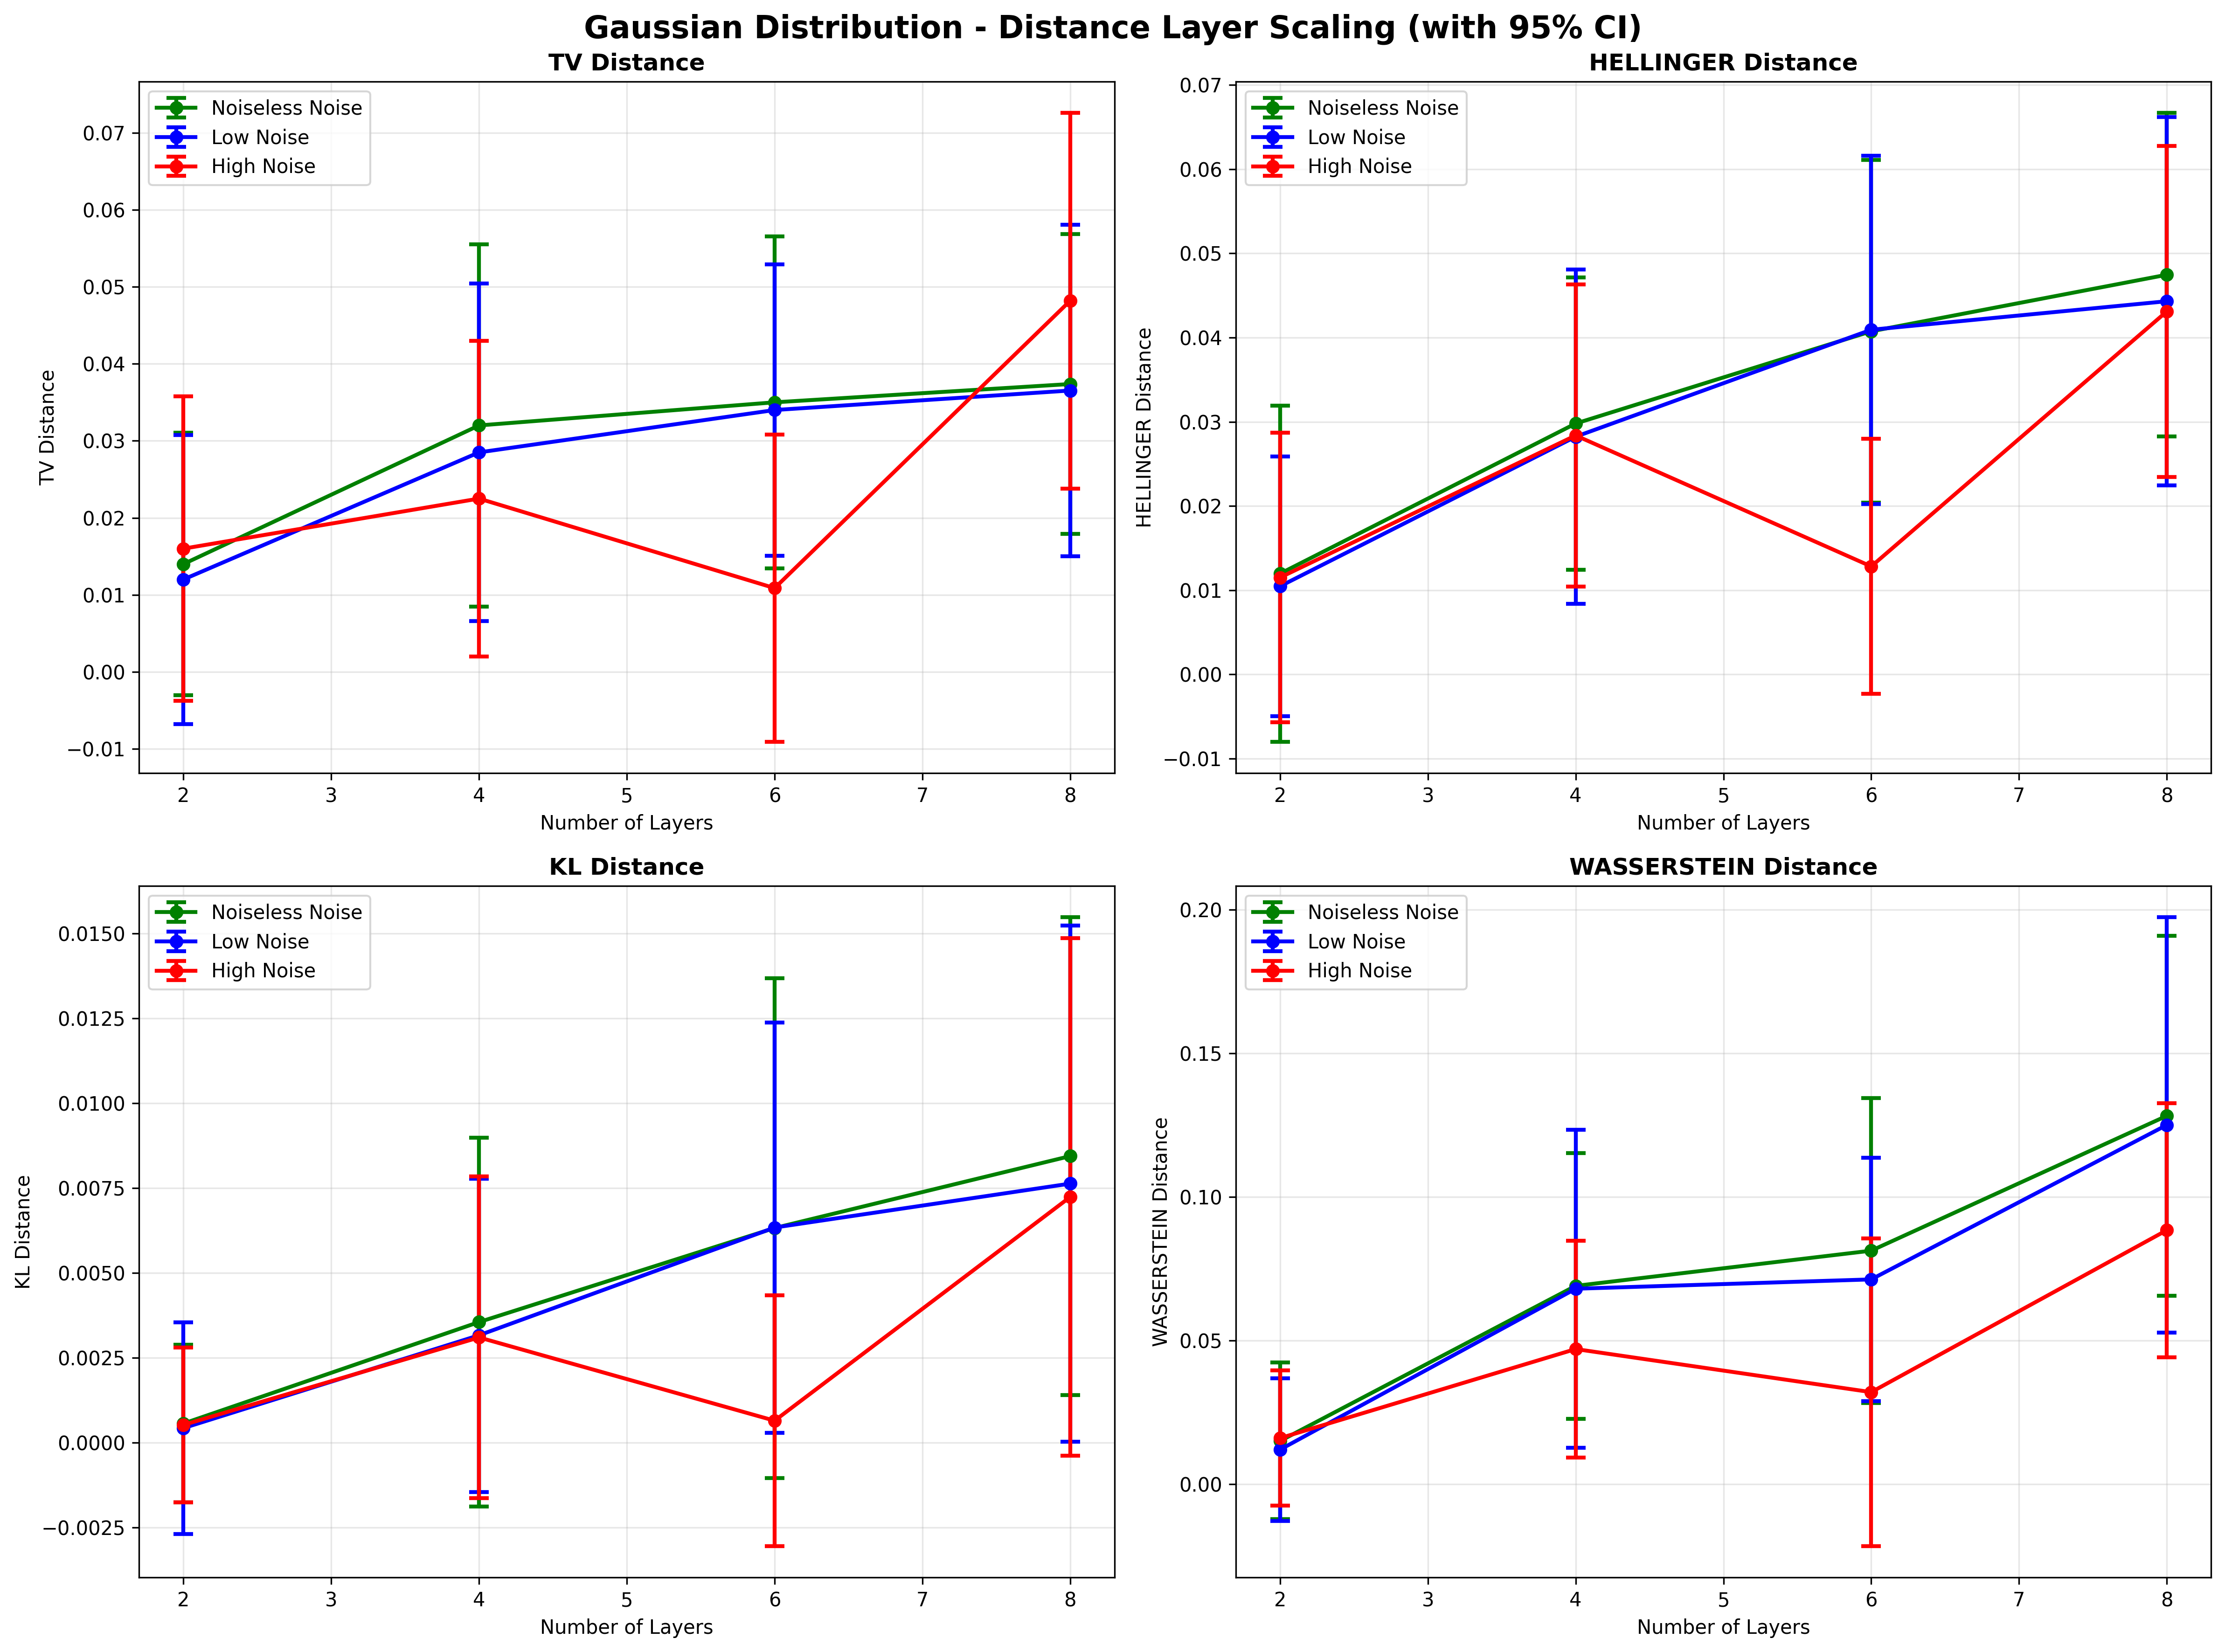 Gaussian Distribution - Distance Layer Scaling (with 95% CI)
TV Distance
Noiseless Noise
Low Noise
High Noise
TV Distance
0.07
0.06
0.05
0.04
0.03
0.02
0.01
0.00
−0.01
2 3 4 5 6 7 8
Number of Layers
HELLINGER Distance
Noiseless Noise
Low Noise
High Noise
HELLINGER Distance
0.07
0.06
0.05
0.04
0.03
0.02
0.01
0.00
−0.01
2 3 4 5 6 7 8
Number of Layers
KL Distance
Noiseless Noise
Low Noise
High Noise
KL Distance
0.0150
0.0125
0.0100
0.0075
0.0050
0.0025
0.0000
−0.0025
2 3 4 5 6 7 8
Number of Layers
WASSERSTEIN Distance
Noiseless Noise
Low Noise
High Noise
WASSERSTEIN Distance
0.20
0.15
0.10
0.05
0.00
2 3 4 5 6 7 8
Number of Layers